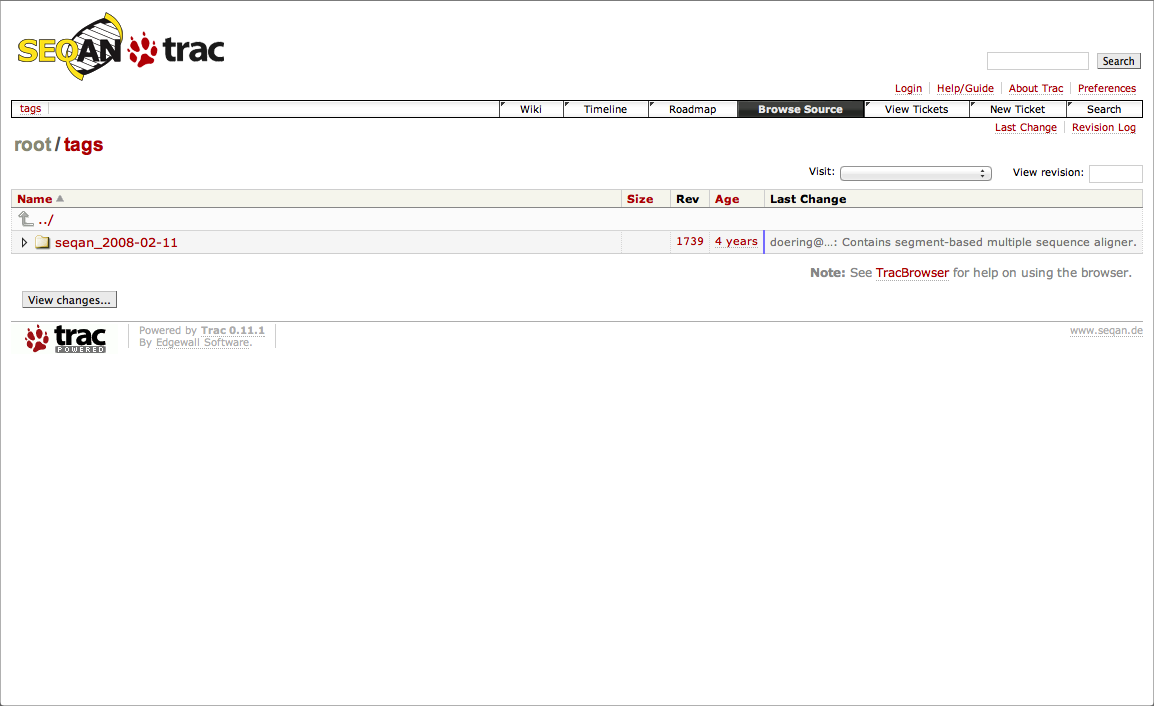 SEQAN trac
Search
Login Help/Guide About Trac Preferences
tags Wiki Timeline Roadmap Browse Source View Tickets New Ticket Search
Last Change Revision Log
root / tags
Visit: View revision:
Name Size Rev Age Last Change
../
seqan_2008-02-11 1739 4 years doering@...: Contains segment-based multiple sequence aligner.
Note: See TracBrowser for help on using the browser.
View changes...
trac POWERED
Powered by Trac 0.11.1
By Edgewall Software.
www.seqan.de